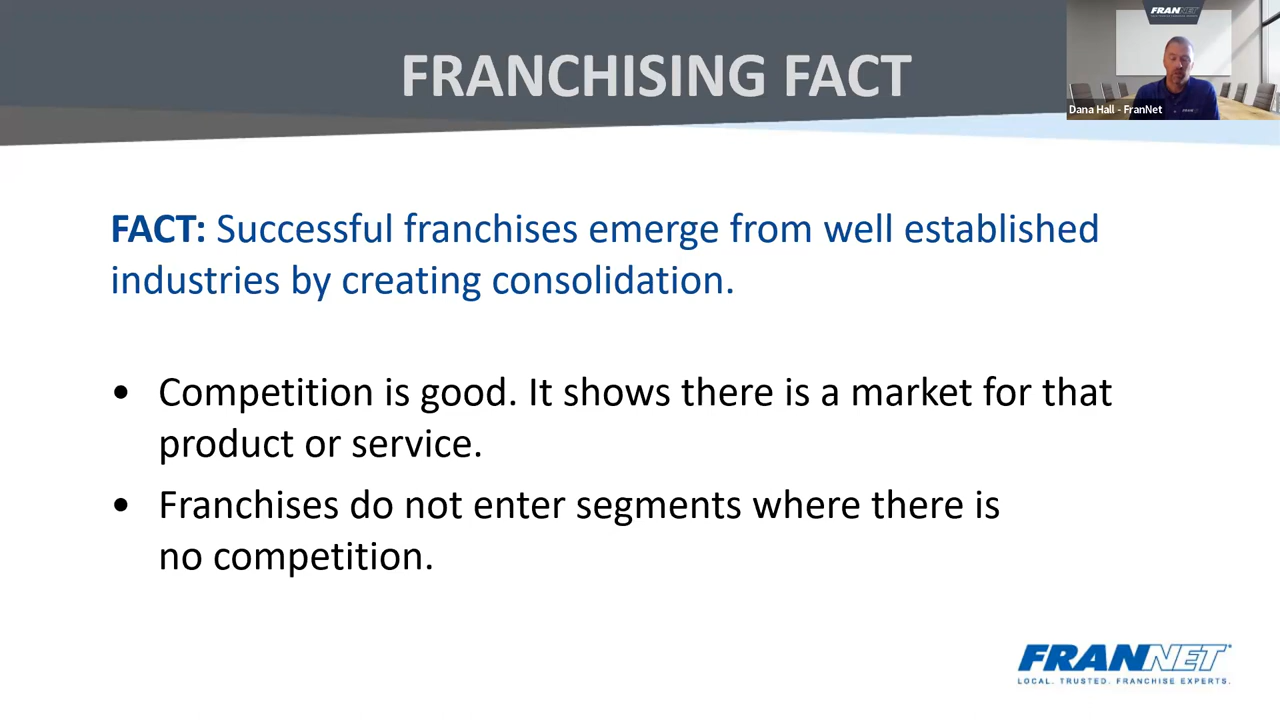 FRANCHISING FACT
FRANNET
Dana Hall - FranNet
FACT: Successful franchises emerge from well established
industries by creating consolidation.
• Competition is good. It shows there is a market for that
product or service.
• Franchises do not enter segments where there is
no competition.
FRANNET
LOCAL. TRUSTED. FRANCHISE EXPERTS.